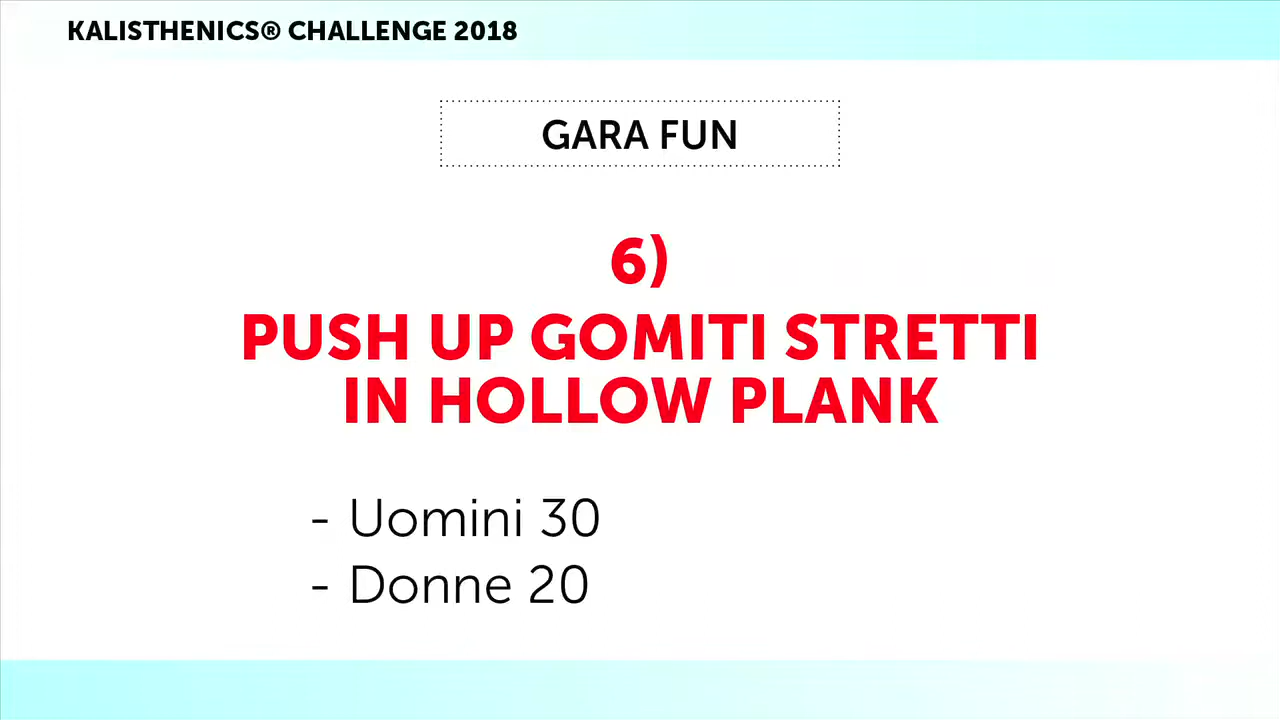 KALISTHENICS® CHALLENGE 2018
GARA FUN
6)
PUSH UP GOMITI STRETTI
IN HOLLOW PLANK
- Uomini 30
- Donne 20